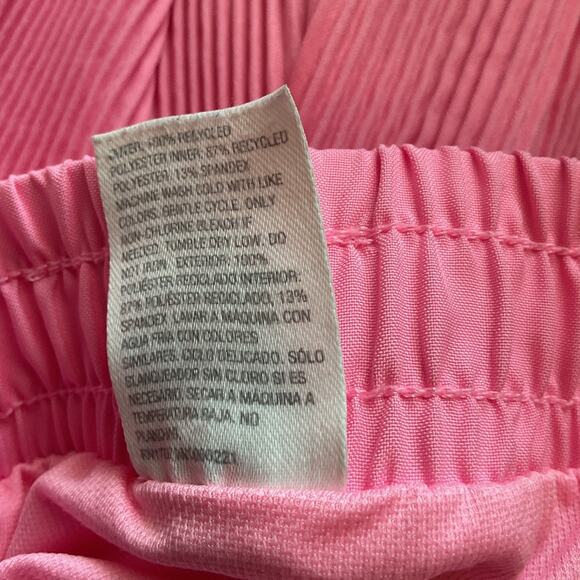 OUTER, 100% RECYCLED
POLYESTER INNER: 87% RECYCLED
POLYESTER, 13% SPANDEX
MACHINE WASH COLD WITH LIKE
COLORS, GENTLE CYCLE, ONLY
NON-CHLORINE BLEACH IF
NEEDED, TUMBLE DRY LOW, DO
NOT IRON, EXTERIOR: 100%
POLIÉSTER RECICLADO INTERIOR:
87% POLIÉSTER RECICLADO, 13%
SPANDEX, LAVAR A MAQUINA CON
AGUA FRIA CON COLORES
SIMILARES, CICLO DELICADO, SÓLO
BLANQUEADOR SIN CLORO SI ES
NECESARIO, SECAR A MAQUINA A
TEMPERATURA BAJA, NO
PLANCHAR